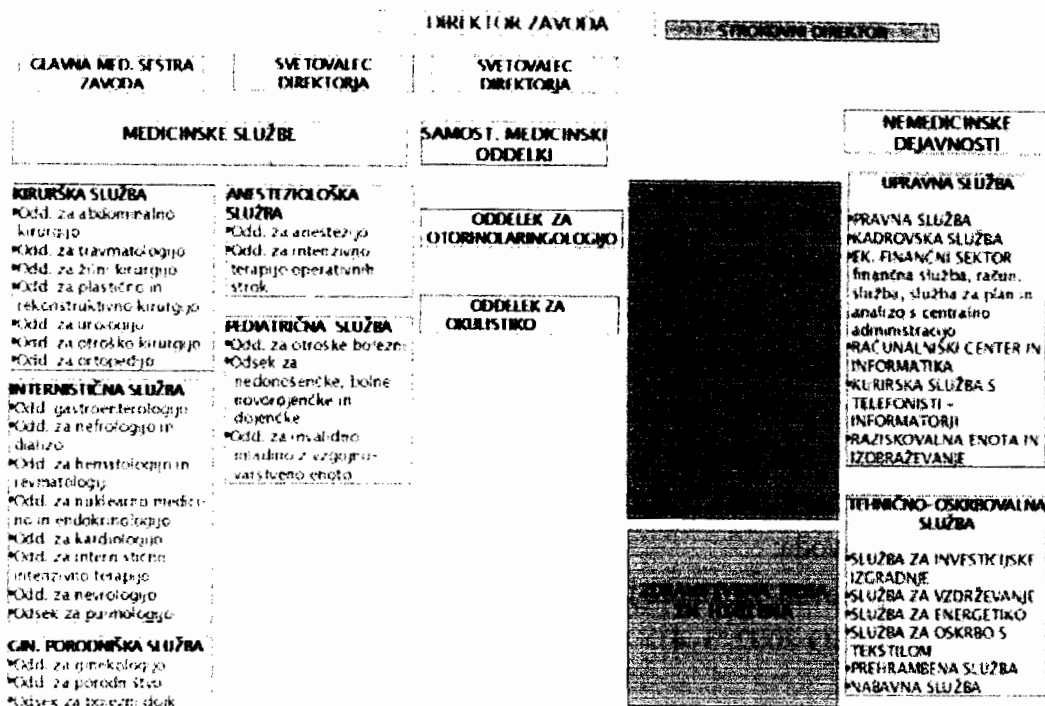 DIREKTOR ZAVODA
STROKOVNI DIREKTOR
GLAVNA MED. SESTRA
ZAVODA
SVETOVALEC
DIREKTORJA
SVETOVALEC
DIREKTORJA
MEDICINSKE SLUŽBE
SAMOST. MEDICINSKI
ODDELKI
NEMEDICINSKE
DEJAVNOSTI
KIRURŠKA SLUŽBA
•Odd. za abdominalno
kirurgijo
•Odd. za travmatologijo
•Odd. za žilni kirurgijo
•Odd. za plastično in
rekonstruktivno kirurgijo
•Odd. za urologijo
•Odd. za otroško kirurgijo
•Odd. za ortopedijo
INTERNISTIČNA SLUŽBA
•Odd. gastroenterologijo
•Odd. za nefrologijo in
dializo
•Odd. za hematologijo in
revmatologij
•Odd. za nuklearno medici-
no in endokrinologijo
•Odd. za kardiologijo
•Odd. za internistično
intenzivno terapijo
•Odd. za nevrologijo
•Odsek za pulmologijo
GIN. PORODNIŠKA SLUŽBA
•Odd. za ginekologijo
•Odd. za porodništvo
•Odsek za bolezni dojk
ANESTEZIOLOŠKA
SLUŽBA
•Odd. za anestezijo
•Odd. za intenzivno
terapijo operativnih
strok
PEDIATRIČNA SLUŽBA
•Odd. za otroške bolezni
•Odsek za
nedonošenčke, bolne
novorojenčke in
dojenčke
•Odd. za invalidno
mladino z vzgojno-
varstveno enoto
ODDELEK ZA
OTORINOLARINGOLOGIJO
ODDELEK ZA
OKULISTIKO
UPRAVNA SLUŽBA
•PRAVNA SLUŽBA
•KADROVSKA SLUŽBA
•EK. FINANČNI SEKTOR
finančna služba, račun.
služba, služba za plan in
analizo s centralno
administracijo
•RAČUNALNIŠKI CENTER IN
INFORMATIKA
•KURIRSKA SLUŽBA S
TELEFONISTI –
INFORMATORJI
•RAZISKOVALNA ENOTA IN
IZOBRAŽEVANJE
TEHNIČNO-OSKRBOVALNA
SLUŽBA
•SLUŽBA ZA INVESTICIJSKE
IZGRADNJE
•SLUŽBA ZA VZDRŽEVANJE
•SLUŽBA ZA ENERGETIKO
•SLUŽBA ZA OSKRBO S
TEKSTILOM
•PREHRAMBENA SLUŽBA
•NABAVNA SLUŽBA